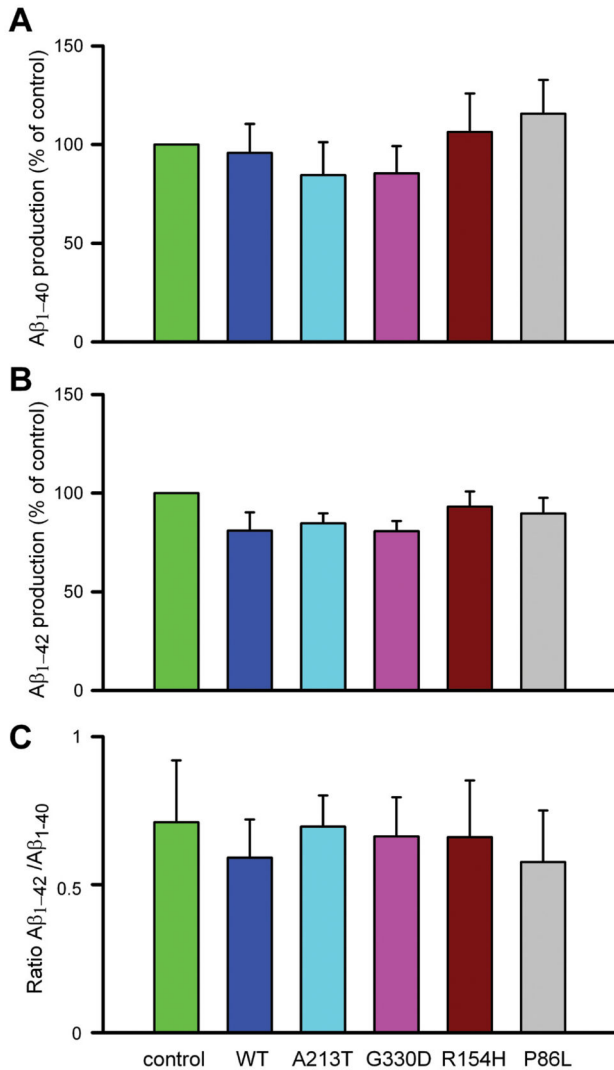 A
Aβ1–40 production (% of control)
150
100
50
0
B
Aβ1–42 production (% of control)
150
100
50
0
C
Ratio Aβ1–42 /Aβ1-40
1
0.5
0
control WT A213T G330D R154H P86L